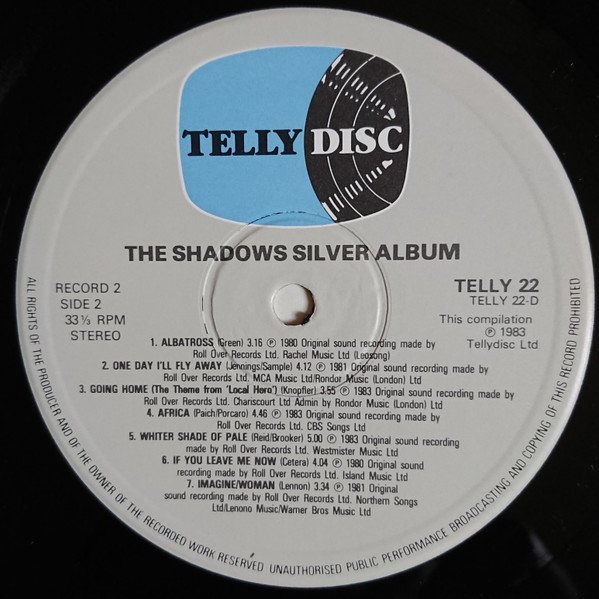 TELLY DISC
THE SHADOWS SILVER ALBUM
RECORD 2
SIDE 2
33⅓ RPM
STEREO
TELLY 22
TELLY 22-D
This compilation
℗ 1983
Tellydisc Ltd
1. ALBATROSS (Green) 3.16 ℗ 1980 Original sound recording made by
Roll Over Records Ltd. Rachel Music Ltd (Leosong)
2. ONE DAY I'LL FLY AWAY (Jennings/Sample) 4.12 ℗ 1981 Original sound recording made by
Roll Over Records Ltd. MCA Music Ltd/Rondor Music (London) Ltd
3. GOING HOME (The Theme from 'Local Hero') (Knopfler) 3.55 ℗ 1983 Original sound recording made by
Roll Over Records Ltd. Chariscourt Ltd Admin by Rondor Music (London) Ltd
4. AFRICA (Paich/Porcaro) 4.46 ℗ 1983 Original sound recording made by
Roll Over Records Ltd. CBS Songs Ltd
5. WHITER SHADE OF PALE (Reid/Brooker) 5.00 ℗ 1983 Original sound recording
made by Roll Over Records Ltd. Westmister Music Ltd
6. IF YOU LEAVE ME NOW (Cetera) 4.04 ℗ 1980 Original sound
recording made by Roll Over Records Ltd. Island Music Ltd
7. IMAGINE/WOMAN (Lennon) 3.34 ℗ 1981 Original
sound recording made by Roll Over Records Ltd. Northern Songs
Ltd/Lenono Music/Warner Bros Music Ltd
ALL RIGHTS OF THE PRODUCER AND OF THE OWNER OF THE RECORDED WORK RESERVED UNAUTHORISED PUBLIC PERFORMANCE BROADCASTING AND COPYING OF THIS RECORD PROHIBITED